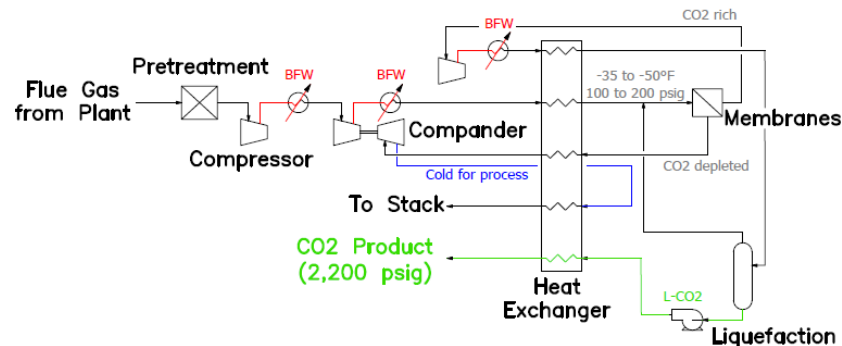 CO2 rich
BFW
Pretreatment
Flue Gas
from Plant
BFW
BFW
-35 to -50ºF
100 to 200 psig
Membranes
Compander
Compressor
CO2 depleted
Cold for process
To Stack
CO2 Product
(2,200 psig)
L-CO2
Heat
Exchanger
Liquefaction